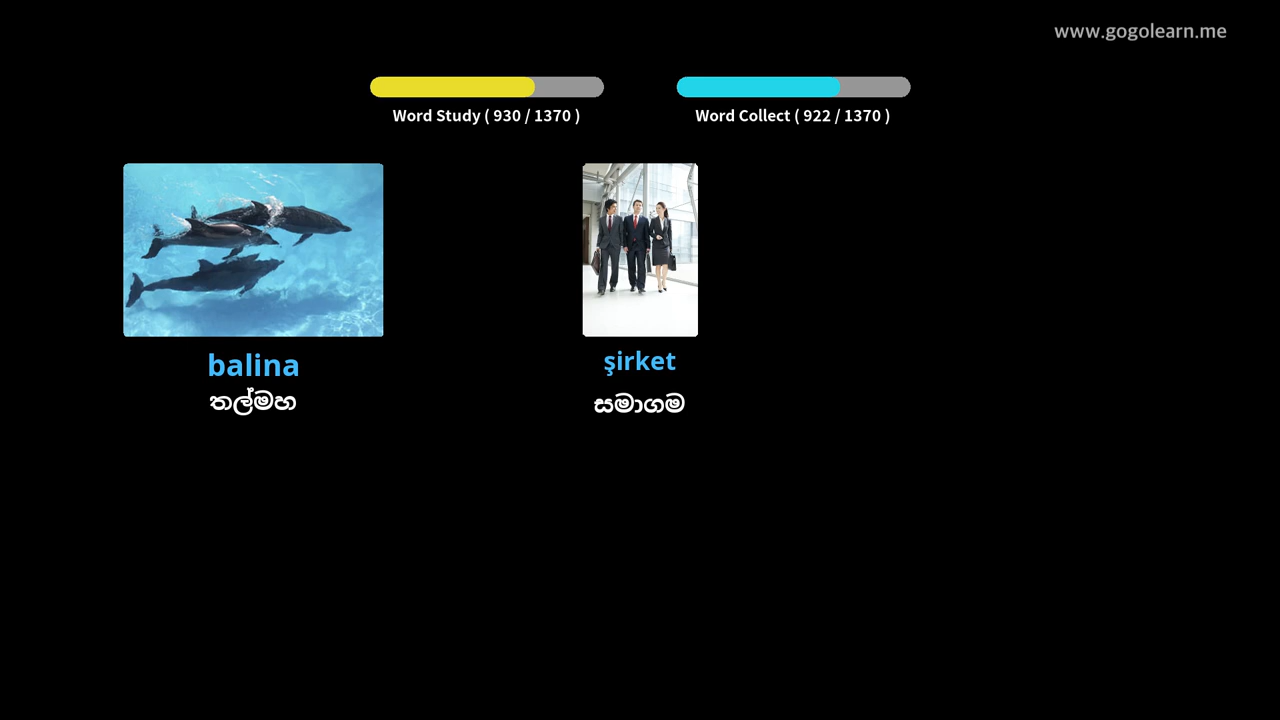 www.gogolearn.me
Word Study ( 930 / 1370 )
Word Collect ( 922 / 1370 )
balina
තල්මහ
şirket
සමාගම